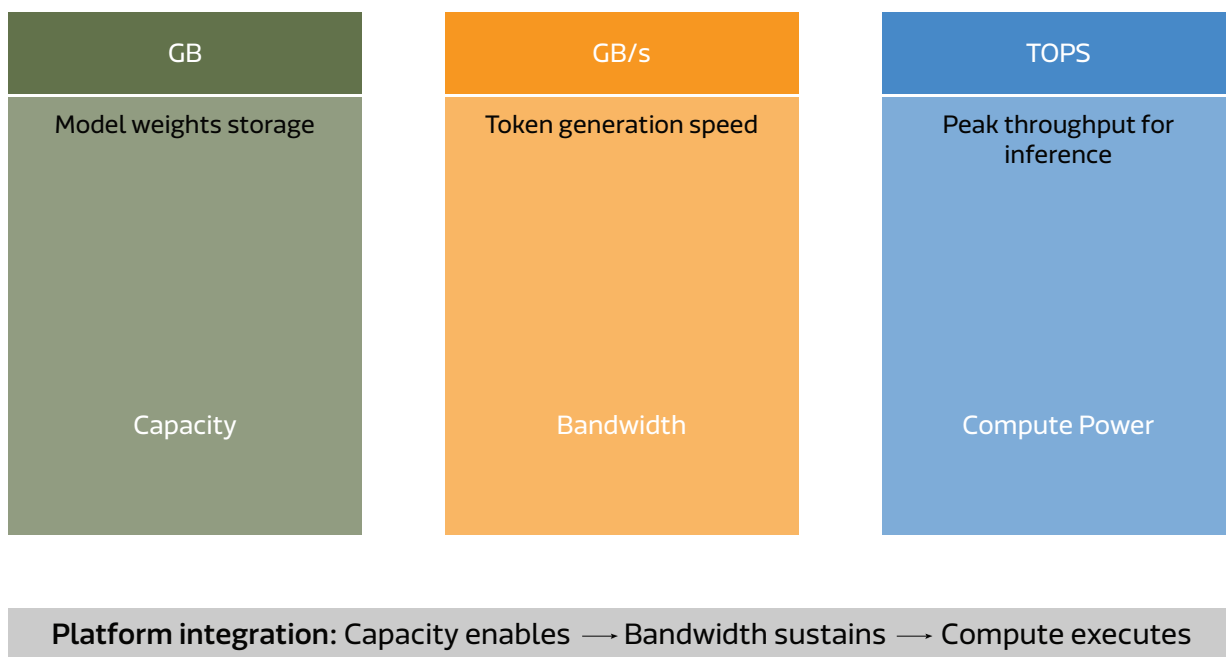 GB
Model weights storage
Capacity
GB/s
Token generation speed
Bandwidth
TOPS
Peak throughput for
inference
Compute Power
Platform integration: Capacity enables → Bandwidth sustains → Compute executes